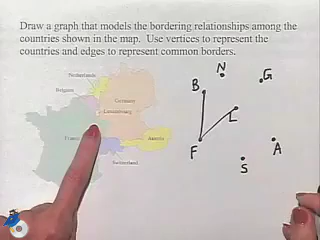 Draw a graph that models the bordering relationships among the
countries shown in the map. Use vertices to represent the
countries and edges to represent common borders.
Netherlands
Belgium
Germany
Luxembourg
France
Austria
Switzerland
N
G
B
L
F
A
S